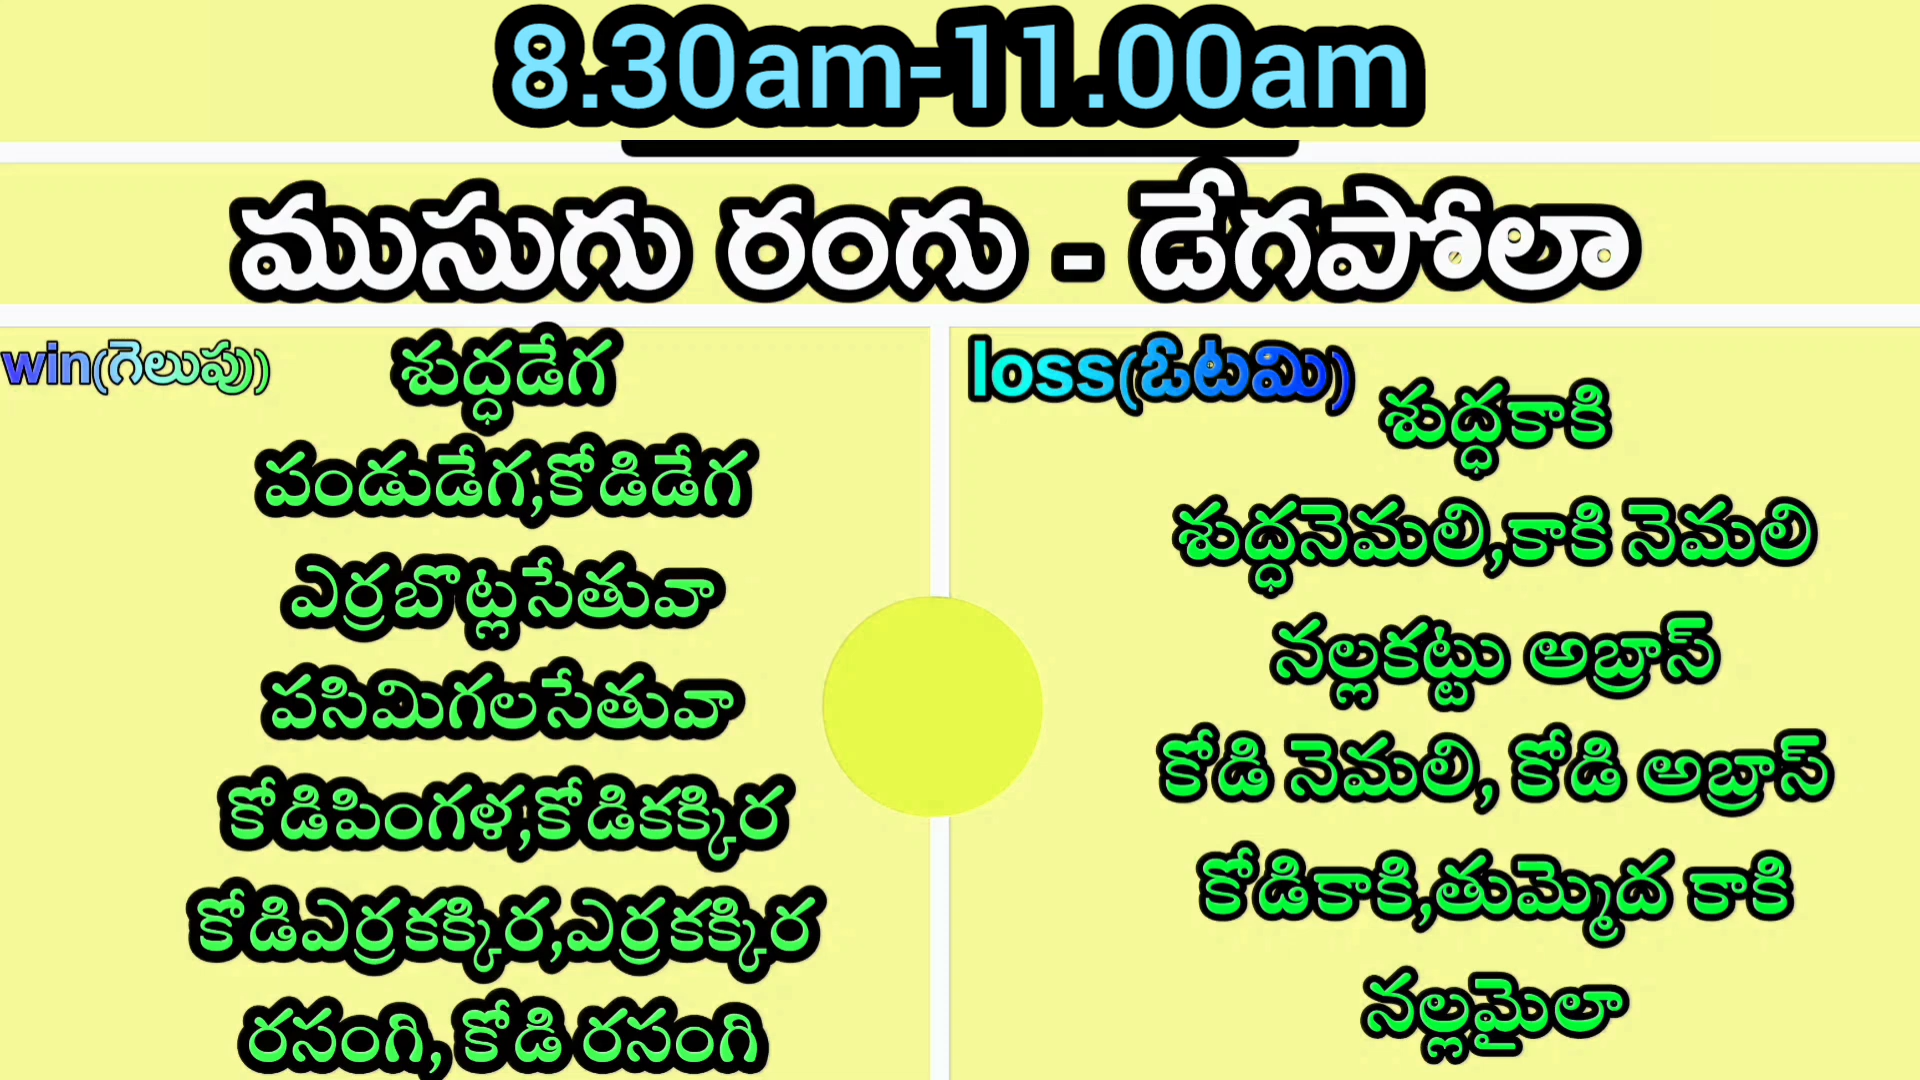 8.30am-11.00am
ముసుగు రంగు - డేగపోలా
win(గెలుపు)
శుద్ధడేగ
పండుడేగ,కోడిడేగ
ఎర్రబొట్లసేతువా
పసిమిగలసేతువా
కోడిపింగళ,కోడికక్కిర
కోడిఎర్రకక్కిర,ఎర్రకక్కిర
రసంగి, కోడి రసంగి
loss(ఓటమి)
శుద్ధకాకి
శుద్ధనెమలి,కాకి నెమలి
నల్లకట్టు అబ్రాస్
కోడి నెమలి, కోడి అబ్రాస్
కోడికాకి,తుమ్మెద కాకి
నల్లమైలా